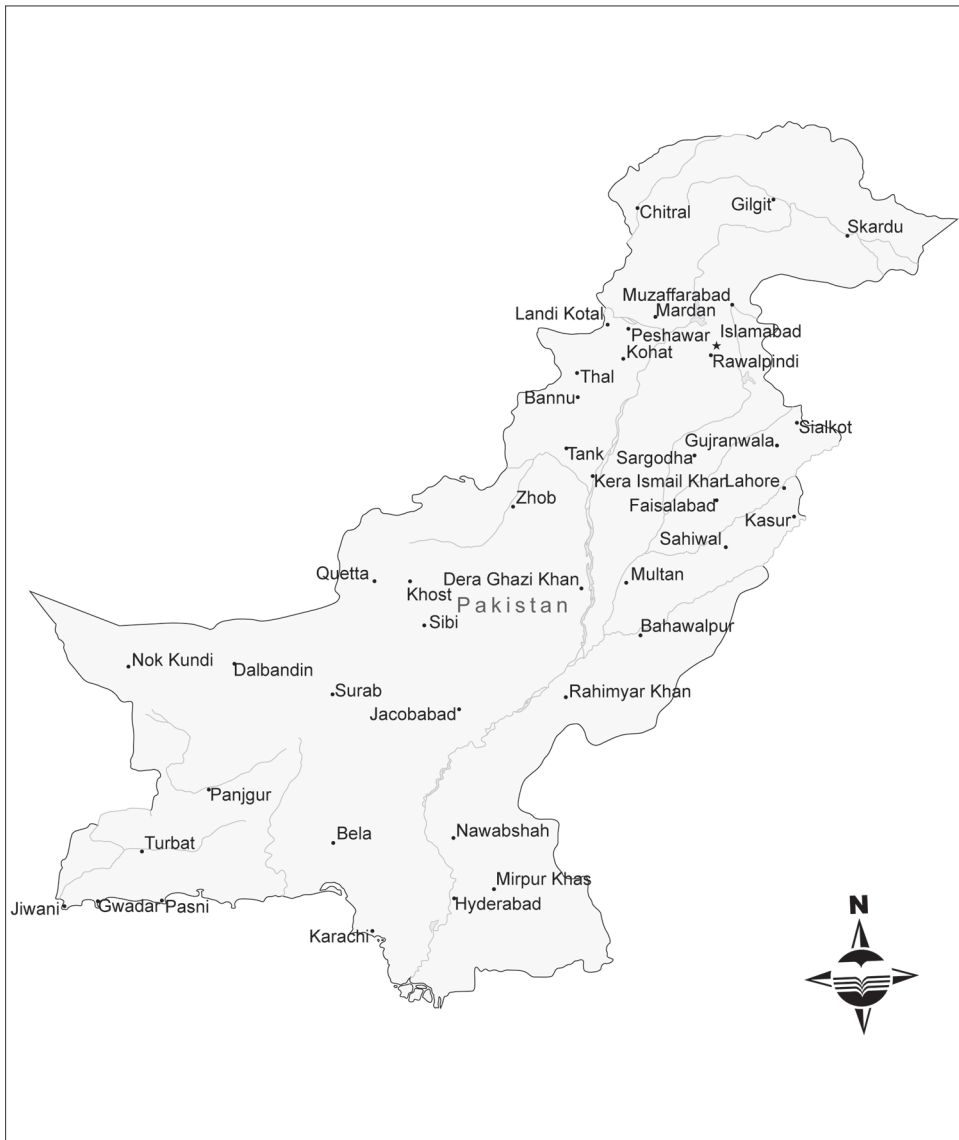 Chitral
Gilgit
Skardu
Muzaffarabad
Mardan
Landi Kotal
Islamabad
Peshawar
Kohat
Rawalpindi
Thal
Bannu
Sialkot
Gujranwala
Tank
Sargodha
Kera Ismail Khan
Lahore
Zhob
Faisalabad
Kasur
Sahiwal
Quetta
Khost
Dera Ghazi Khan
Multan
Pakistan
Sibi
Bahawalpur
Nok Kundi
Dalbandin
Surab
Rahimyar Khan
Jacobabad
Panjgur
Turbat
Bela
Nawabshah
Mirpur Khas
Jiwani
Gwadar
Pasni
Hyderabad
Karachi
N